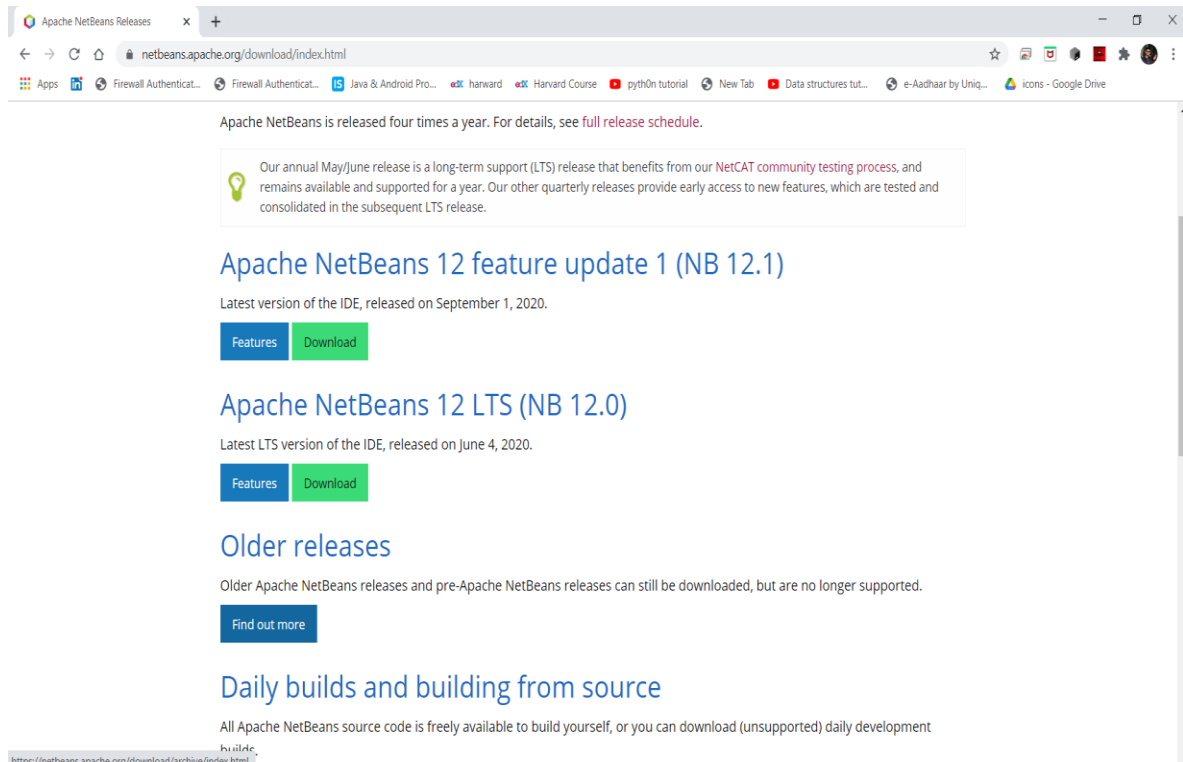 Apache NetBeans Releases
netbeans.apache.org/download/index.html
Apps Firewall Authenticat... Firewall Authenticat... Java & Android Pro... harward Harvard Course pyth0n tutorial New Tab Data structures tut... e-Aadhaar by Uniq... icons - Google Drive
Apache NetBeans is released four times a year. For details, see full release schedule.
Our annual May/June release is a long-term support (LTS) release that benefits from our NetCAT community testing process, and
remains available and supported for a year. Our other quarterly releases provide early access to new features, which are tested and
consolidated in the subsequent LTS release.
Apache NetBeans 12 feature update 1 (NB 12.1)
Latest version of the IDE, released on September 1, 2020.
Features Download
Apache NetBeans 12 LTS (NB 12.0)
Latest LTS version of the IDE, released on June 4, 2020.
Features Download
Older releases
Older Apache NetBeans releases and pre-Apache NetBeans releases can still be downloaded, but are no longer supported.
Find out more
Daily builds and building from source
All Apache NetBeans source code is freely available to build yourself, or you can download (unsupported) daily development
builds.
https://netbeans.apache.org/download/archive/index.html